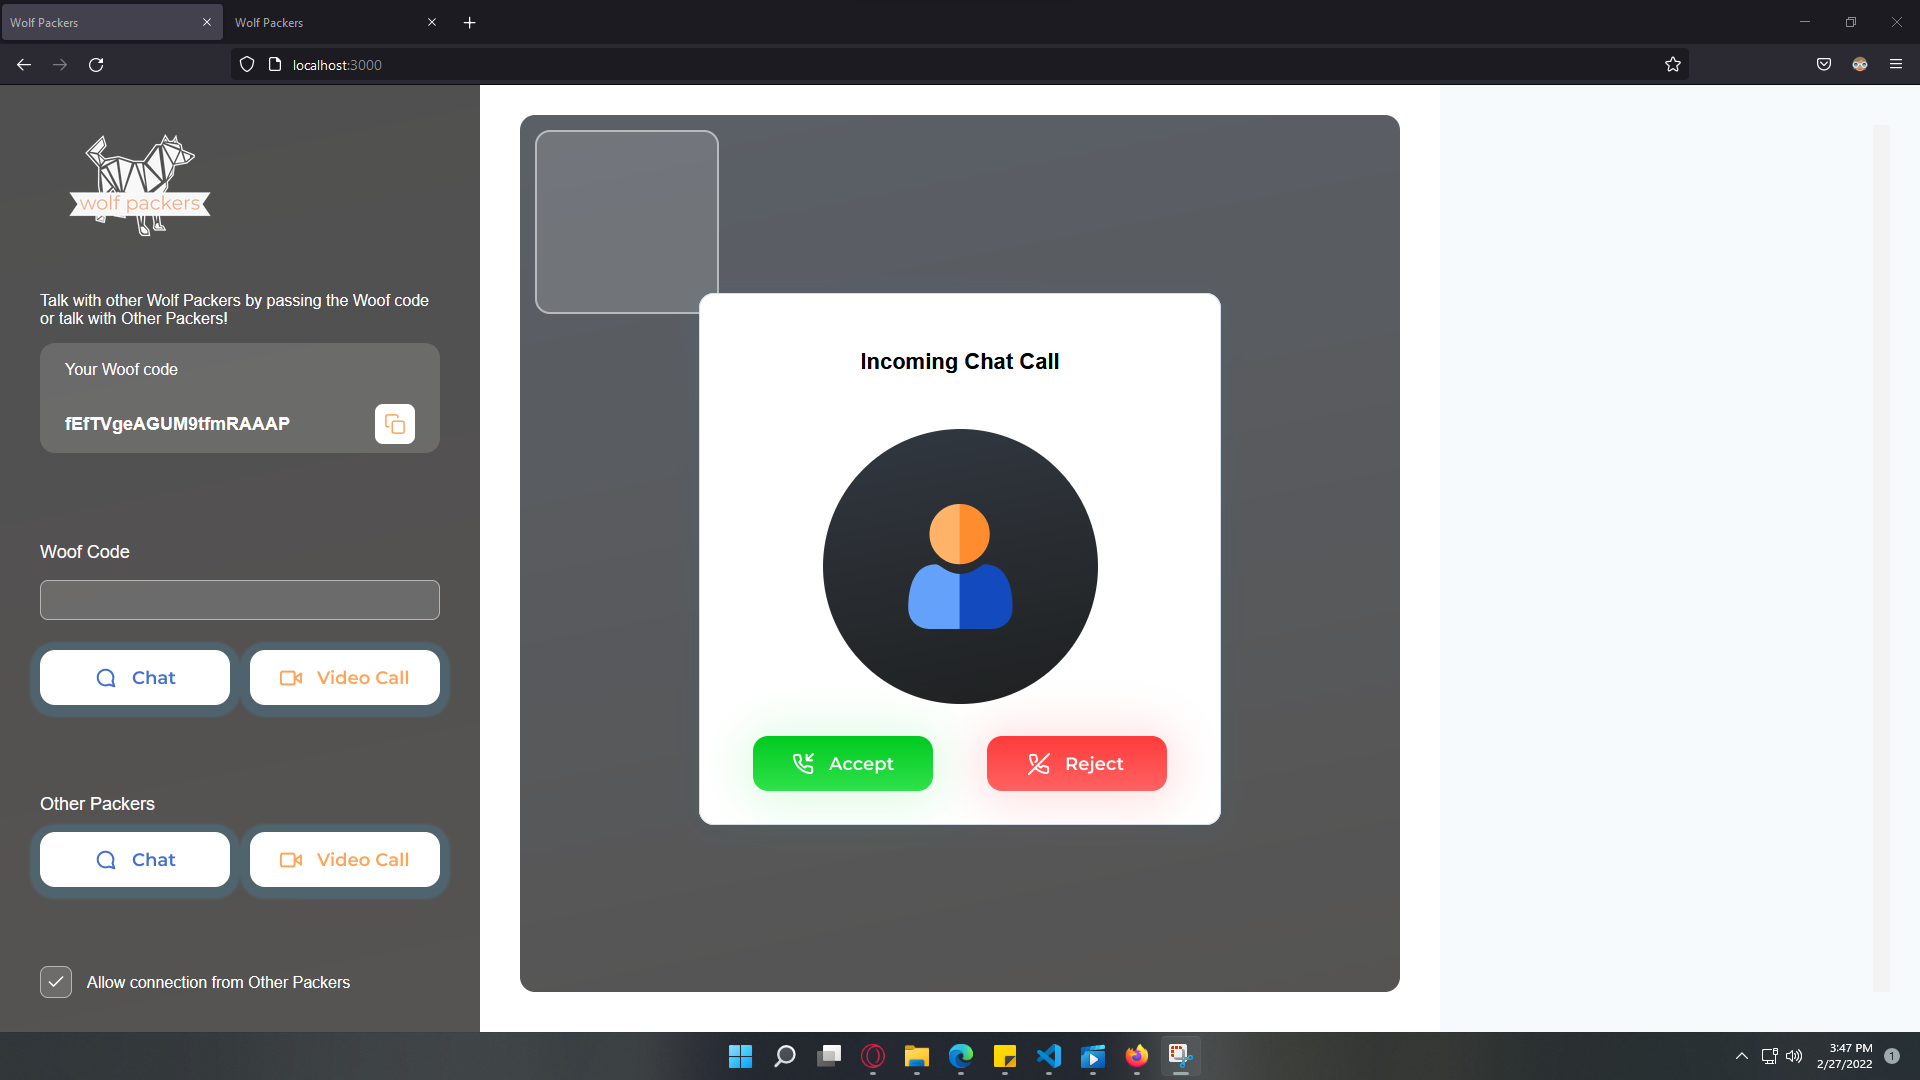 Wolf Packers
Wolf Packers
localhost:3000
wolf packers
Talk with other Wolf Packers by passing the Woof code
or talk with Other Packers!
Your Woof code
fEfTVgeAGUM9tfmRAAAP
Woof Code
Chat
Video Call
Other Packers
Chat
Video Call
Allow connection from Other Packers
Incoming Chat Call
Accept
Reject
3:47 PM
2/27/2022
1